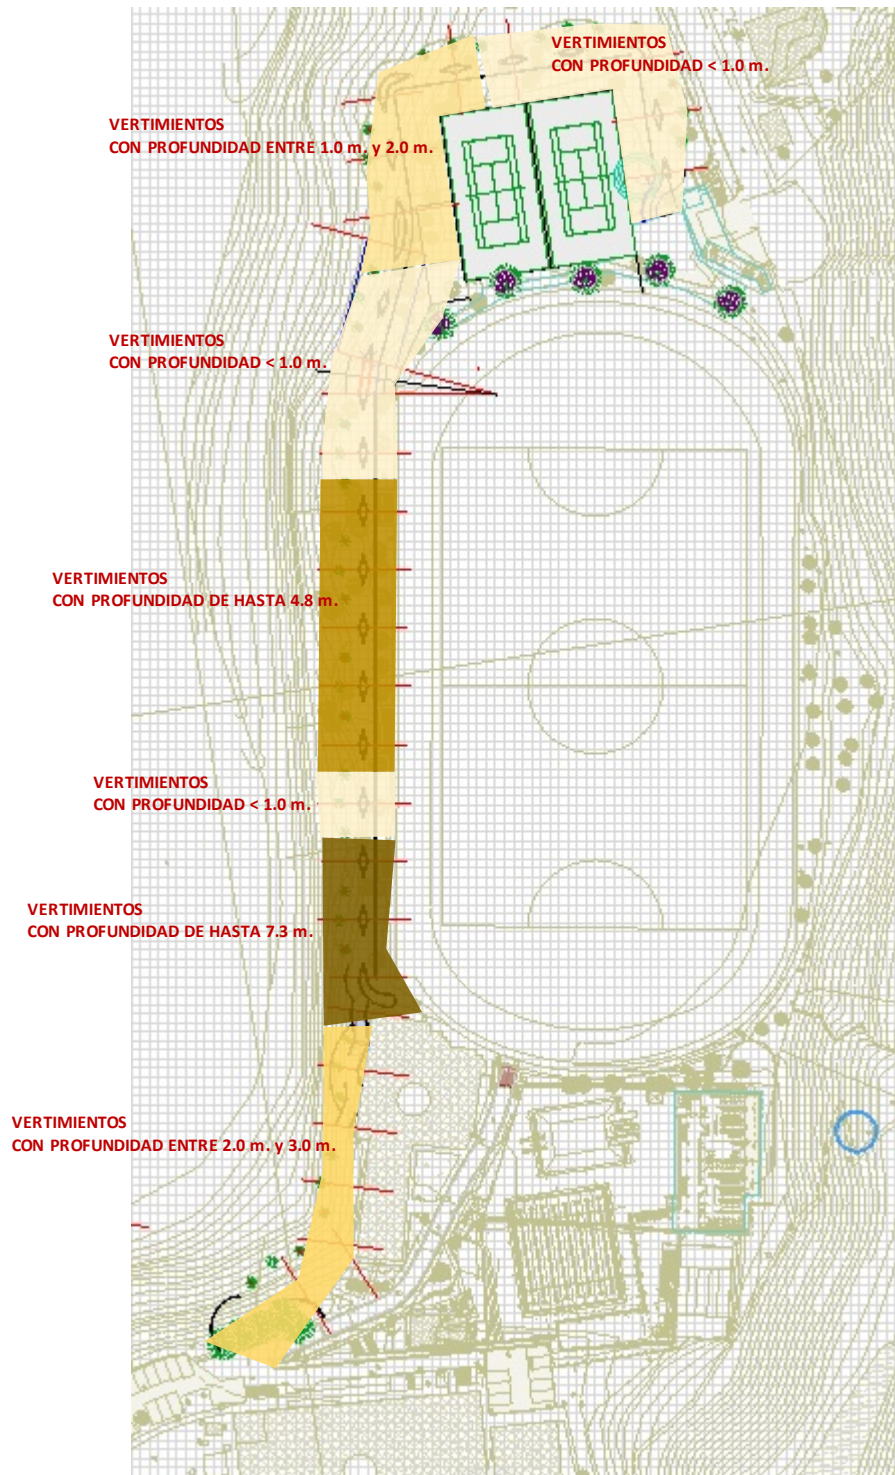 VERTIMIENTOS
CON PROFUNDIDAD < 1.0 m.
VERTIMIENTOS
CON PROFUNDIDAD ENTRE 1.0 m. y 2.0 m.
VERTIMIENTOS
CON PROFUNDIDAD < 1.0 m.
VERTIMIENTOS
CON PROFUNDIDAD DE HASTA 4.8 m.
VERTIMIENTOS
CON PROFUNDIDAD < 1.0 m.
VERTIMIENTOS
CON PROFUNDIDAD DE HASTA 7.3 m.
VERTIMIENTOS
CON PROFUNDIDAD ENTRE 2.0 m. y 3.0 m.